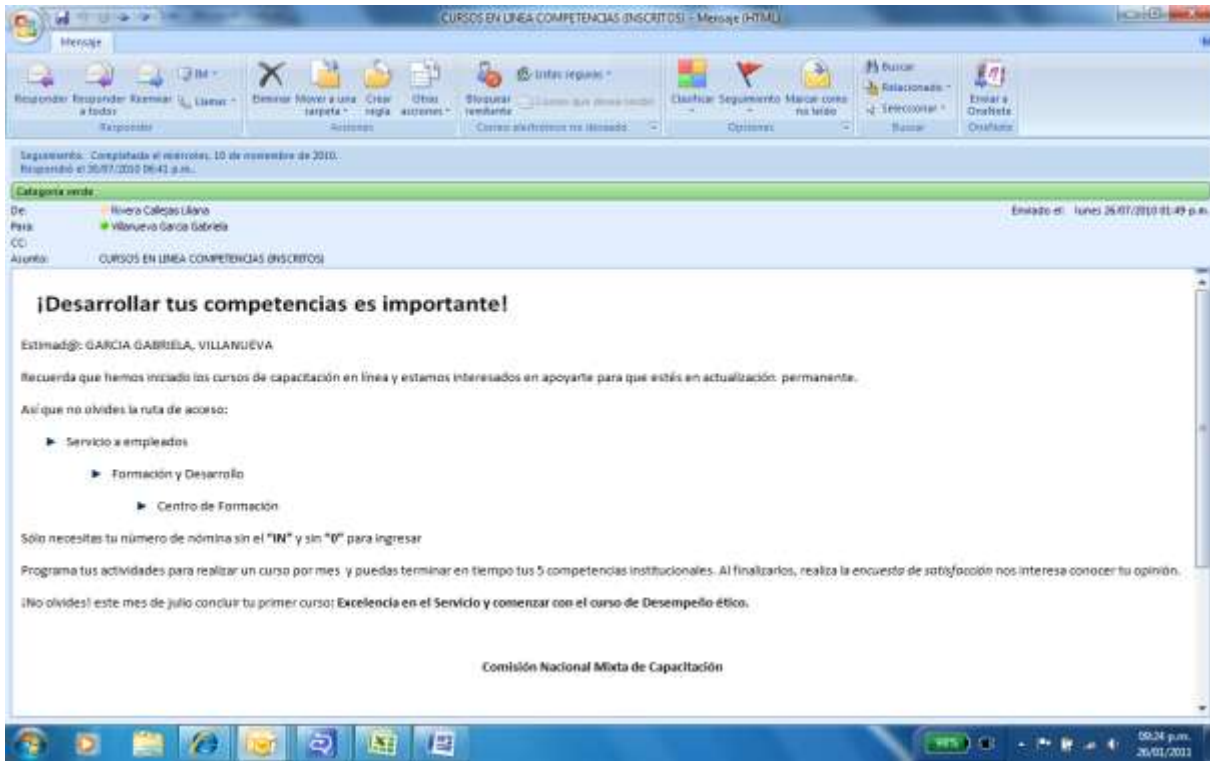 CURSOS EN LINEA COMPETENCIAS (INSCRITOS) - Mensaje (HTML)
Mensaje
Responder
Responder a todos
Reenviar
IM
Llamar
Responder
Eliminar
Mover a una carpeta
Crear regla
Otras acciones
Acciones
Bloquear remitente
Listas seguras
Correo electrónico no deseado
Clasificar
Seguimiento
Marcar como no leído
Opciones
Buscar
Relacionado
Seleccionar
Buscar
Enviar a OneNote
OneNote
Seguimiento. Completada el miércoles, 10 de noviembre de 2010.
Respondió el 26/07/2010 06:41 p.m..
Categoría verde
De: Rivera Callejas Liliana
Enviado el: lunes 26/07/2010 01:49 p.m.
Para: Villanueva Garcia Gabriela
CC:
Asunto: CURSOS EN LINEA COMPETENCIAS (INSCRITOS)
¡Desarrollar tus competencias es importante!
Estimad@: GARCIA GABRIELA, VILLANUEVA
Recuerda que hemos iniciado los cursos de capacitación en línea y estamos interesados en apoyarte para que estés en actualización permanente.
Así que no olvides la ruta de acceso:
► Servicio a empleados
► Formación y Desarrollo
► Centro de Formación
Sólo necesitas tu número de nómina sin el "IN" y sin "0" para ingresar
Programa tus actividades para realizar un curso por mes y puedas terminar en tiempo tus 5 competencias institucionales. Al finalizarlos, realiza la encuesta de satisfacción nos interesa conocer tu opinión.
¡No olvides! este mes de julio concluir tu primer curso: Excelencia en el Servicio y comenzar con el curso de Desempeño ético.
Comisión Nacional Mixta de Capacitación
98%
09:24 p.m.
26/01/2011